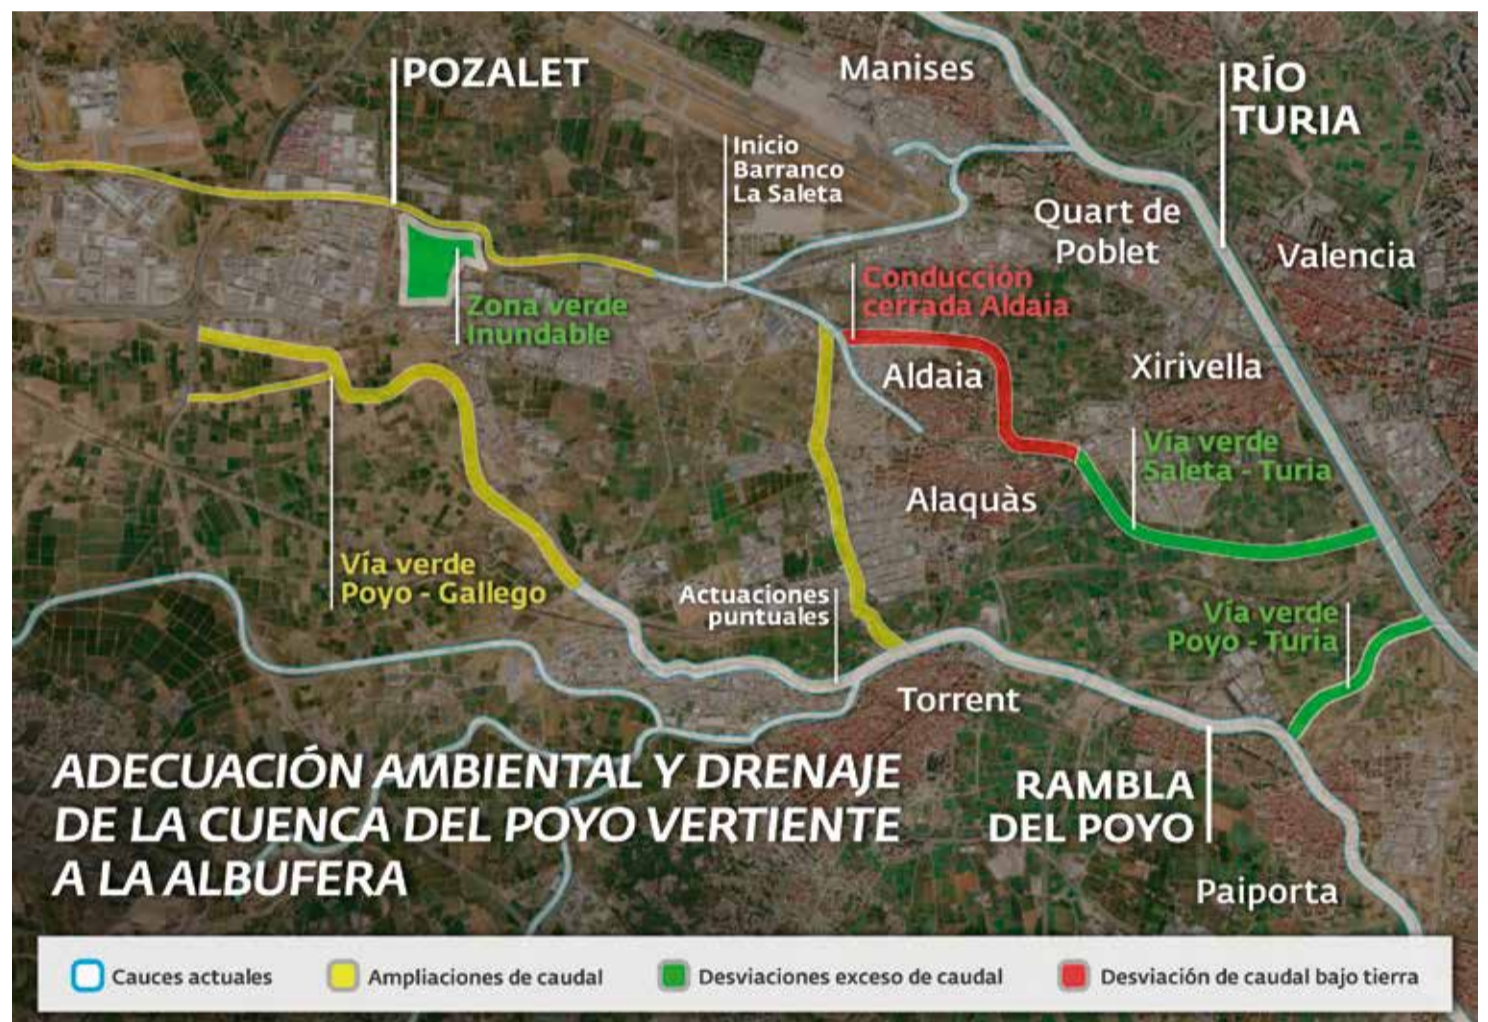 POZALET
Manises
RÍO
TURIA
Inicio
Barranco
La Saleta
Quart de
Poblet
Valencia
Conducción
cerrada Aldaia
Zona verde
Inundable
Aldaia
Xirivella
Vía verde
Saleta - Turia
Alaquàs
Vía verde
Poyo - Gallego
Actuaciones
puntuales
Vía verde
Poyo - Turia
Torrent
RAMBLA
DEL POYO
Paiporta
ADECUACIÓN AMBIENTAL Y DRENAJE
DE LA CUENCA DEL POYO VERTIENTE
A LA ALBUFERA
Cauces actuales
Ampliaciones de caudal
Desviaciones exceso de caudal
Desviación de caudal bajo tierra